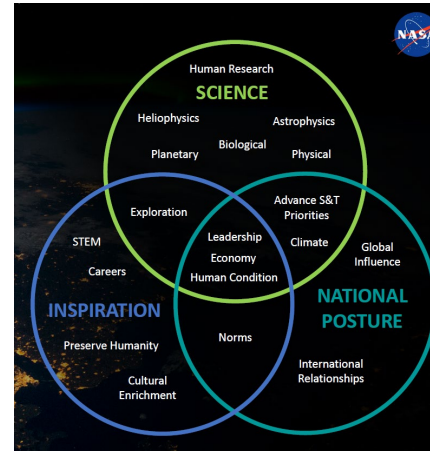 NASA
Human Research
SCIENCE
Heliophysics
Astrophysics
Biological
Planetary
Physical
Exploration
Advance S&T
Priorities
STEM
Leadership
Climate
Global
Influence
Economy
Careers
Human Condition
INSPIRATION
NATIONAL
POSTURE
Preserve Humanity
Norms
International
Relationships
Cultural
Enrichment